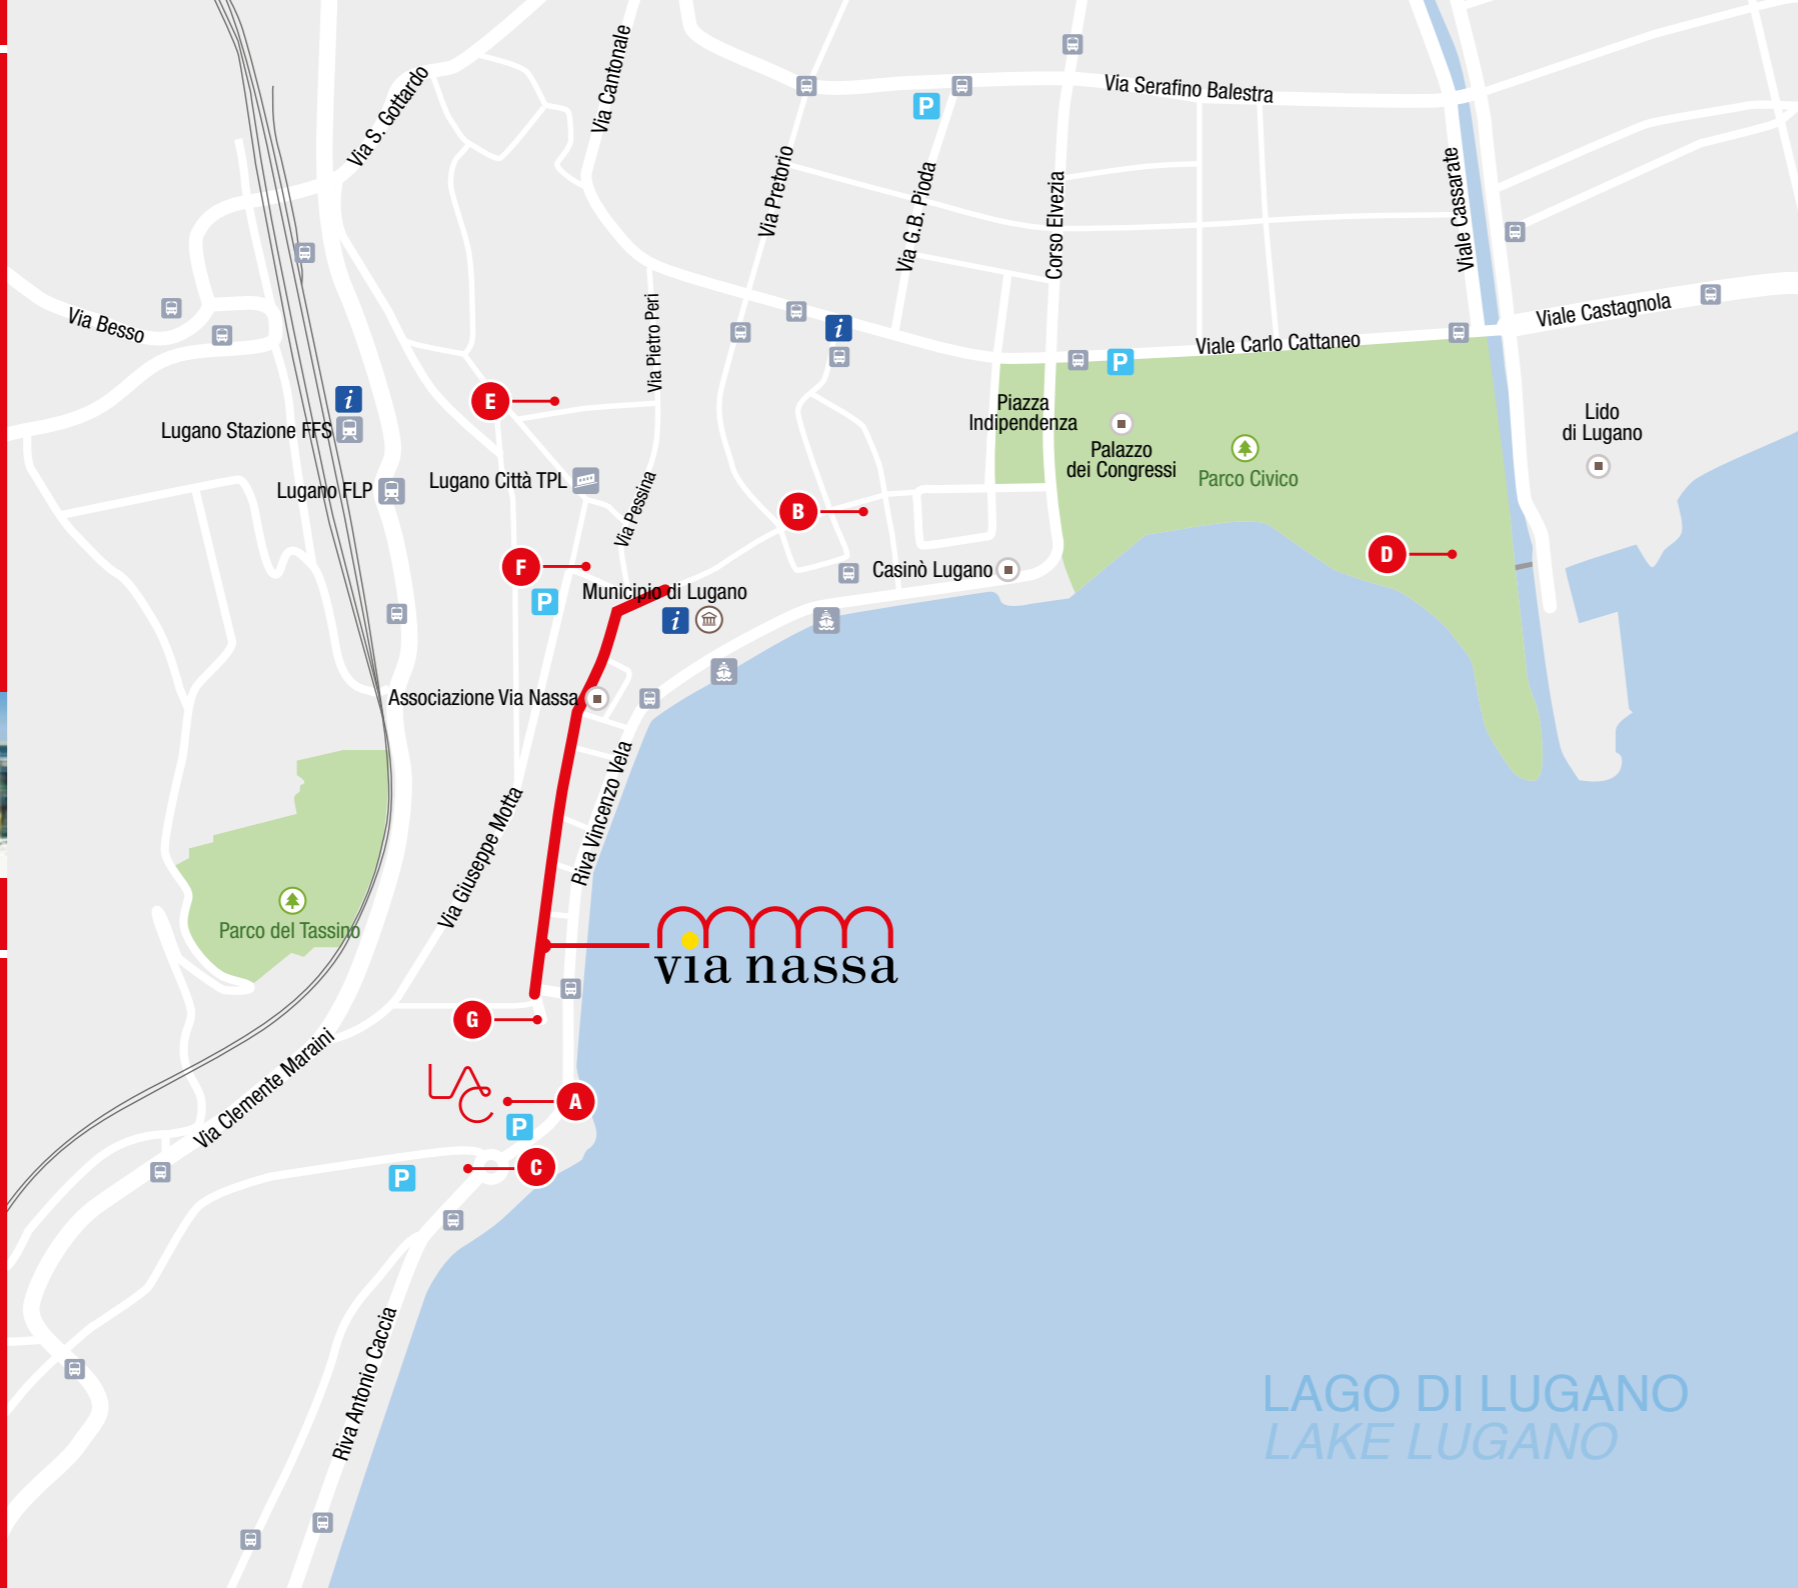 Via S. Gottardo
Via Cantonale
P
Via Serafino Balestra
Via Pretorio
Via G.B. Pioda
Corso Elvezia
Viale Cassarate
Via Besso
Via Pietro Peri
i
Viale Carlo Cattaneo
P
Viale Castagnola
i
Lugano Stazione FFS
E
Piazza
Indipendenza
Palazzo
dei Congressi
Parco Civico
Lido
di Lugano
Lugano FLP
Lugano Città TPL
Via Pessina
B
D
F
P
Casinò Lugano
Municipio di Lugano
i
Associazione Via Nassa
Riva Vincenzo Vela
Via Giuseppe Motta
Parco del Tassino
via nassa
G
Via Clemente Maraini
LAC
A
P
C
P
Riva Antonio Caccia
LAGO DI LUGANO
LAKE LUGANO